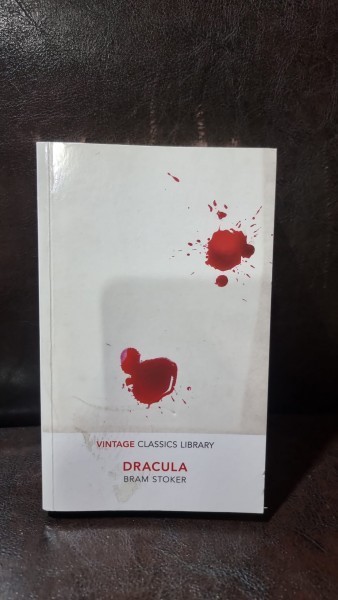 VINTAGE CLASSICS LIBRARY
DRACULA
BRAM STOKER